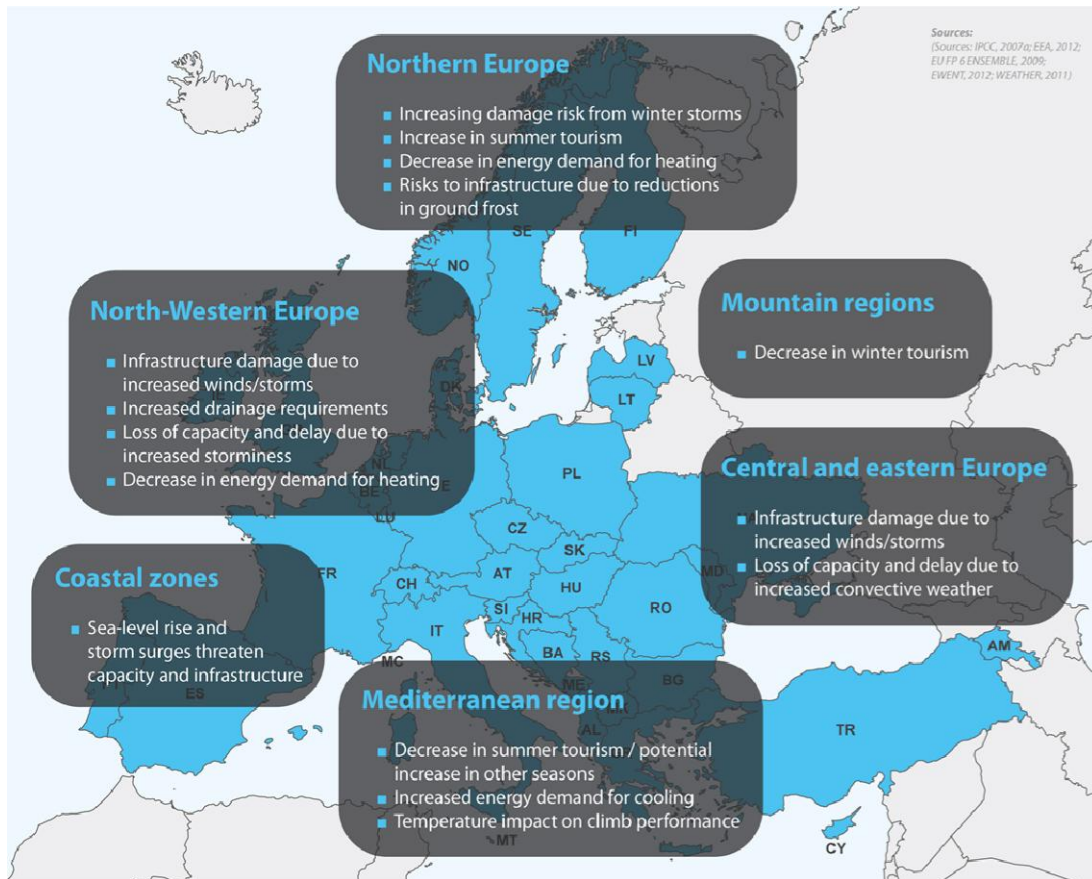 Sources:
(Sources: IPCC, 2007a; EEA, 2012;
EU FP 6 ENSEMBLE, 2009;
EWENT, 2012; WEATHER, 2011)
Northern Europe
Increasing damage risk from winter storms
Increase in summer tourism
Decrease in energy demand for heating
Risks to infrastructure due to reductions
in ground frost
SE
FI
NO
North-Western Europe
Infrastructure damage due to
increased winds/storms
Increased drainage requirements
Loss of capacity and delay due to
increased storminess
Decrease in energy demand for heating
DK
IE
BE
LU
Mountain regions
Decrease in winter tourism
LV
LT
PL
Central and eastern Europe
Infrastructure damage due to
increased winds/storms
Loss of capacity and delay due to
increased convective weather
MD
CZ
SK
FR
CH
AT
HU
SI
HR
RO
IT
BA
RS
MC
Coastal zones
Sea-level rise and
storm surges threaten
capacity and infrastructure
ES
AM
ME
BG
AL
TR
Mediterranean region
Decrease in summer tourism / potential
increase in other seasons
Increased energy demand for cooling
Temperature impact on climb performance
MT
CY